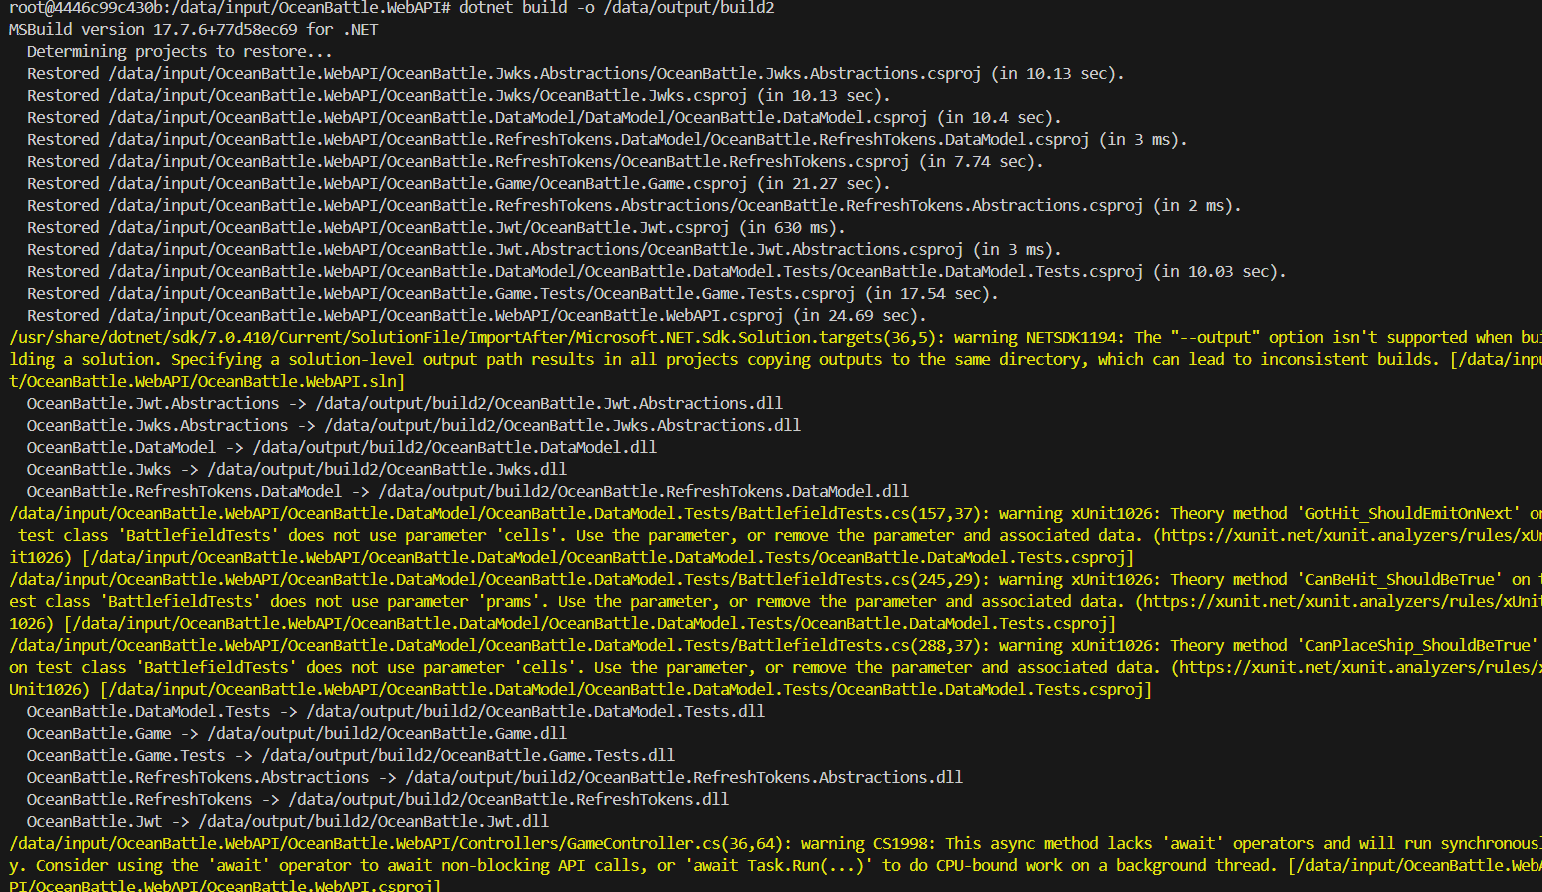 root@4446c99c430b:/data/input/OceanBattle.WebAPI# dotnet build -o /data/output/build2
MSBuild version 17.7.6+77d58ec69 for .NET
Determining projects to restore...
Restored /data/input/OceanBattle.WebAPI/OceanBattle.Jwks.Abstractions/OceanBattle.Jwks.Abstractions.csproj (in 10.13 sec).
Restored /data/input/OceanBattle.WebAPI/OceanBattle.Jwks/OceanBattle.Jwks.csproj (in 10.13 sec).
Restored /data/input/OceanBattle.WebAPI/OceanBattle.DataModel/DataModel/OceanBattle.DataModel.csproj (in 10.4 sec).
Restored /data/input/OceanBattle.WebAPI/OceanBattle.RefreshTokens.DataModel/OceanBattle.RefreshTokens.DataModel.csproj (in 3 ms).
Restored /data/input/OceanBattle.WebAPI/OceanBattle.RefreshTokens/OceanBattle.RefreshTokens.csproj (in 7.74 sec).
Restored /data/input/OceanBattle.WebAPI/OceanBattle.Game/OceanBattle.Game.csproj (in 21.27 sec).
Restored /data/input/OceanBattle.WebAPI/OceanBattle.RefreshTokens.Abstractions/OceanBattle.RefreshTokens.Abstractions.csproj (in 2 ms).
Restored /data/input/OceanBattle.WebAPI/OceanBattle.Jwt/OceanBattle.Jwt.csproj (in 630 ms).
Restored /data/input/OceanBattle.WebAPI/OceanBattle.Jwt.Abstractions/OceanBattle.Jwt.Abstractions.csproj (in 3 ms).
Restored /data/input/OceanBattle.WebAPI/OceanBattle.DataModel/OceanBattle.DataModel.Tests/OceanBattle.DataModel.Tests.csproj (in 10.03 sec).
Restored /data/input/OceanBattle.WebAPI/OceanBattle.Game.Tests/OceanBattle.Game.Tests.csproj (in 17.54 sec).
Restored /data/input/OceanBattle.WebAPI/OceanBattle.WebAPI/OceanBattle.WebAPI.csproj (in 24.69 sec).
/usr/share/dotnet/sdk/7.0.410/Current/SolutionFile/ImportAfter/Microsoft.NET.Sdk.Solution.targets(36,5): warning NETSDK1194: The "--output" option isn't supported when bui
lding a solution. Specifying a solution-level output path results in all projects copying outputs to the same directory, which can lead to inconsistent builds. [/data/inpu
t/OceanBattle.WebAPI/OceanBattle.WebAPI.sln]
OceanBattle.Jwt.Abstractions -> /data/output/build2/OceanBattle.Jwt.Abstractions.dll
OceanBattle.Jwks.Abstractions -> /data/output/build2/OceanBattle.Jwks.Abstractions.dll
OceanBattle.DataModel -> /data/output/build2/OceanBattle.DataModel.dll
OceanBattle.Jwks -> /data/output/build2/OceanBattle.Jwks.dll
OceanBattle.RefreshTokens.DataModel -> /data/output/build2/OceanBattle.RefreshTokens.DataModel.dll
/data/input/OceanBattle.WebAPI/OceanBattle.DataModel/OceanBattle.DataModel.Tests/BattlefieldTests.cs(157,37): warning xUnit1026: Theory method 'GotHit_ShouldEmitOnNext' on
test class 'BattlefieldTests' does not use parameter 'cells'. Use the parameter, or remove the parameter and associated data. (https://xunit.net/xunit.analyzers/rules/xUn
it1026) [/data/input/OceanBattle.WebAPI/OceanBattle.DataModel/OceanBattle.DataModel.Tests/OceanBattle.DataModel.Tests.csproj]
/data/input/OceanBattle.WebAPI/OceanBattle.DataModel/OceanBattle.DataModel.Tests/BattlefieldTests.cs(245,29): warning xUnit1026: Theory method 'CanBeHit_ShouldBeTrue' on t
est class 'BattlefieldTests' does not use parameter 'prams'. Use the parameter, or remove the parameter and associated data. (https://xunit.net/xunit.analyzers/rules/xUnit
1026) [/data/input/OceanBattle.WebAPI/OceanBattle.DataModel/OceanBattle.DataModel.Tests/OceanBattle.DataModel.Tests.csproj]
/data/input/OceanBattle.WebAPI/OceanBattle.DataModel/OceanBattle.DataModel.Tests/BattlefieldTests.cs(288,37): warning xUnit1026: Theory method 'CanPlaceShip_ShouldBeTrue'
on test class 'BattlefieldTests' does not use parameter 'cells'. Use the parameter, or remove the parameter and associated data. (https://xunit.net/xunit.analyzers/rules/x
Unit1026) [/data/input/OceanBattle.WebAPI/OceanBattle.DataModel/OceanBattle.DataModel.Tests/OceanBattle.DataModel.Tests.csproj]
OceanBattle.DataModel.Tests -> /data/output/build2/OceanBattle.DataModel.Tests.dll
OceanBattle.Game -> /data/output/build2/OceanBattle.Game.dll
OceanBattle.Game.Tests -> /data/output/build2/OceanBattle.Game.Tests.dll
OceanBattle.RefreshTokens.Abstractions -> /data/output/build2/OceanBattle.RefreshTokens.Abstractions.dll
OceanBattle.RefreshTokens -> /data/output/build2/OceanBattle.RefreshTokens.dll
OceanBattle.Jwt -> /data/output/build2/OceanBattle.Jwt.dll
/data/input/OceanBattle.WebAPI/OceanBattle.WebAPI/Controllers/GameController.cs(36,64): warning CS1998: This async method lacks 'await' operators and will run synchronousl
y. Consider using the 'await' operator to await non-blocking API calls, or 'await Task.Run(...)' to do CPU-bound work on a background thread. [/data/input/OceanBattle.WebA
PI/OceanBattle.WebAPI/OceanBattle.WebAPI.csproj]